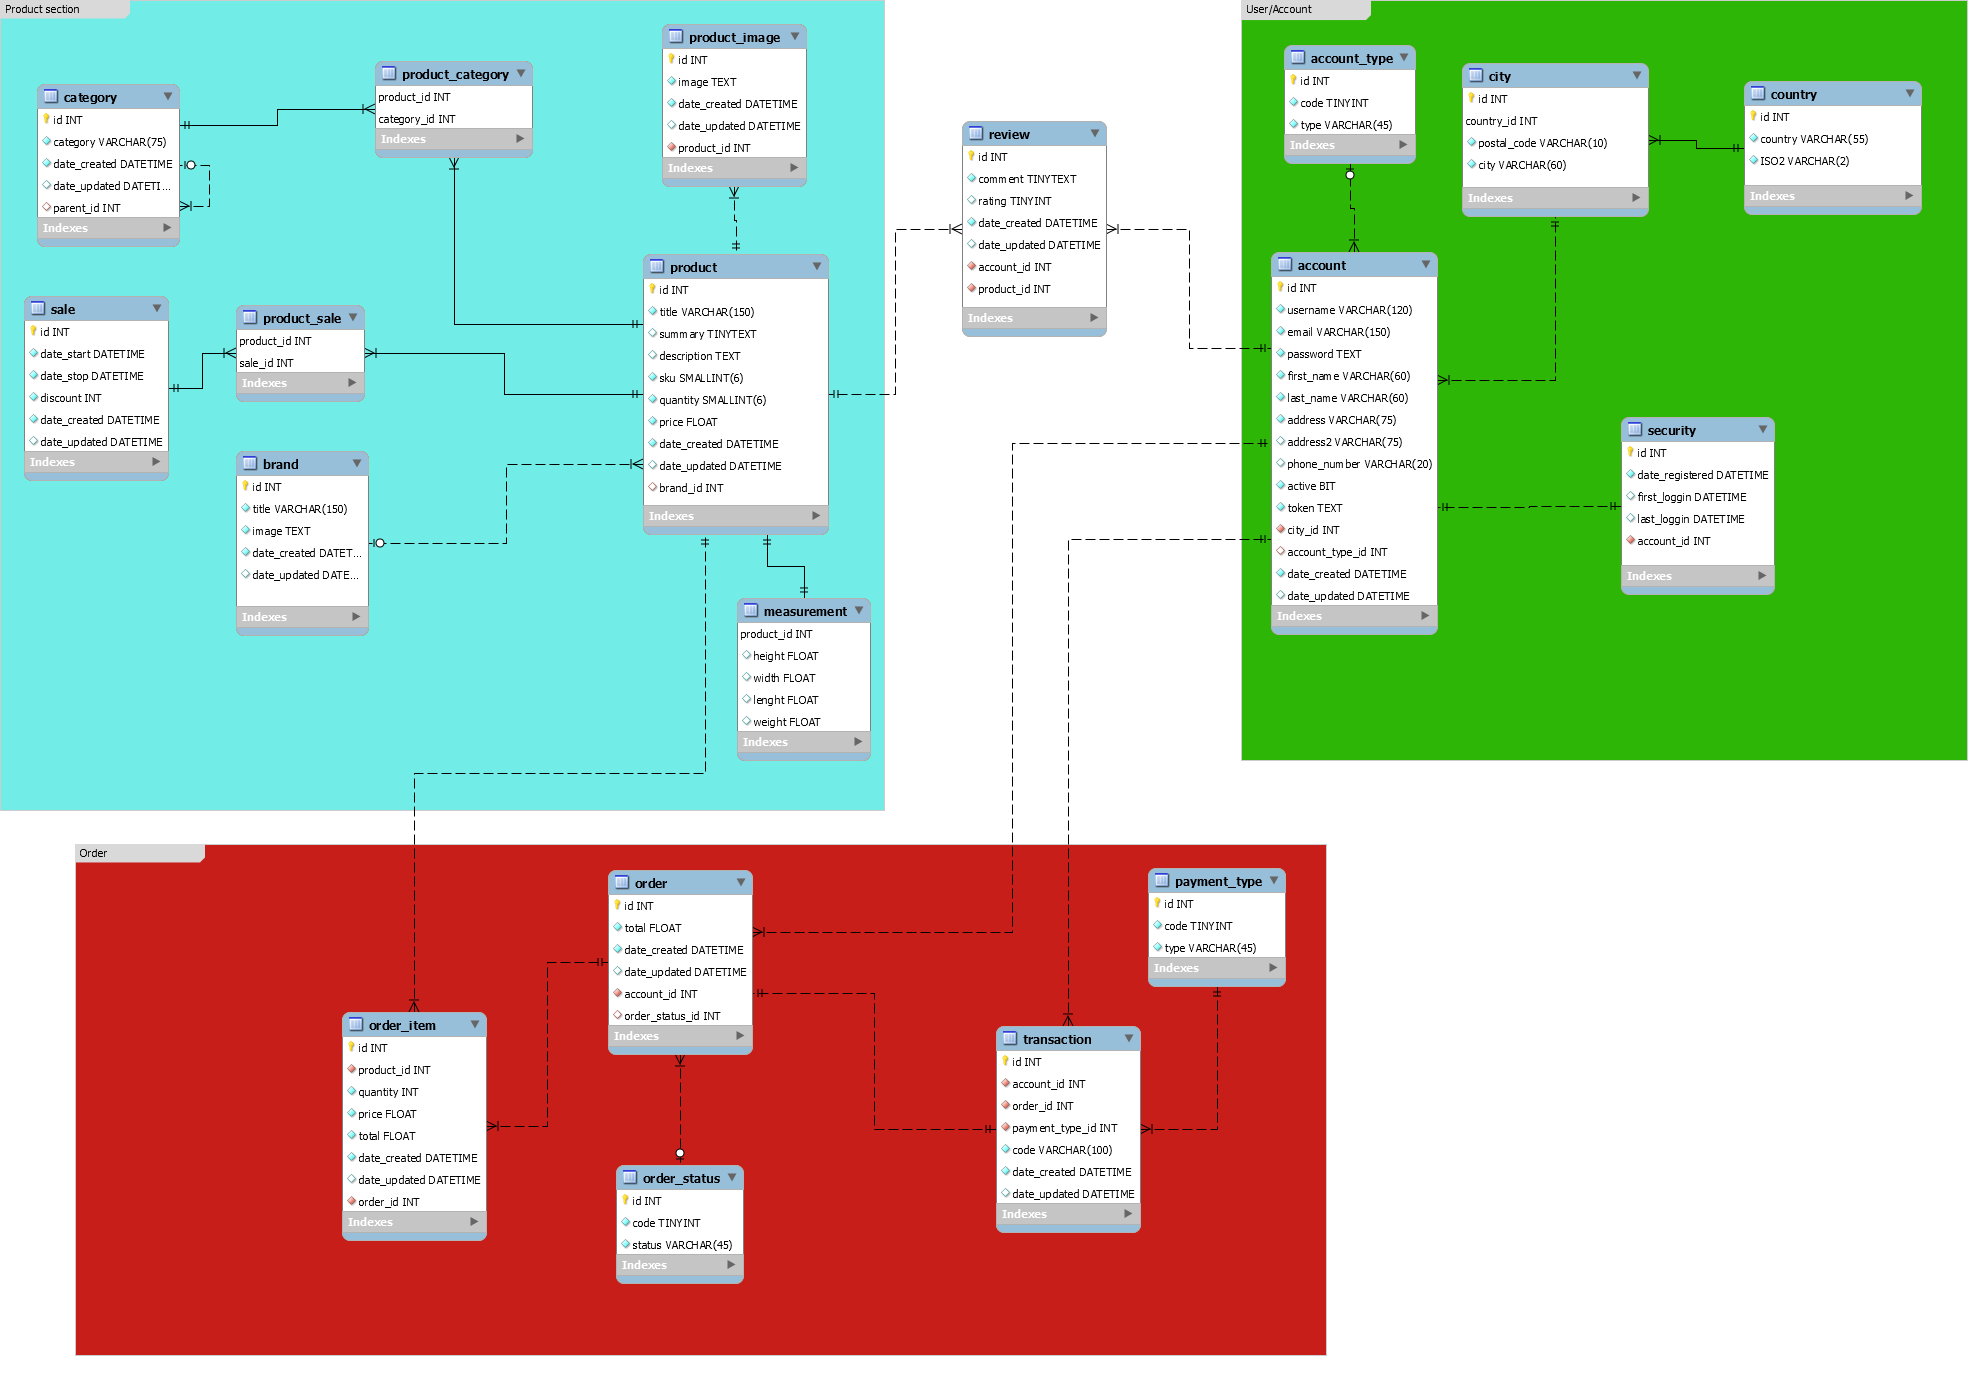 Product section
category
id INT
category VARCHAR(75)
date_created DATETIME
date_updated DATETI...
parent_id INT
Indexes
product_category
product_id INT
category_id INT
Indexes
product_image
id INT
image TEXT
date_created DATETIME
date_updated DATETIME
product_id INT
Indexes
sale
id INT
date_start DATETIME
date_stop DATETIME
discount INT
date_created DATETIME
date_updated DATETIME
Indexes
product_sale
product_id INT
sale_id INT
Indexes
brand
id INT
title VARCHAR(150)
image TEXT
date_created DATET...
date_updated DATE...
Indexes
product
id INT
title VARCHAR(150)
summary TINYTEXT
description TEXT
sku SMALLINT(6)
quantity SMALLINT(6)
price FLOAT
date_created DATETIME
date_updated DATETIME
brand_id INT
Indexes
measurement
product_id INT
height FLOAT
width FLOAT
lenght FLOAT
weight FLOAT
Indexes
review
id INT
comment TINYTEXT
rating TINYINT
date_created DATETIME
date_updated DATETIME
account_id INT
product_id INT
Indexes
User/Account
account_type
id INT
code TINYINT
type VARCHAR(45)
Indexes
city
id INT
country_id INT
postal_code VARCHAR(10)
city VARCHAR(60)
Indexes
country
id INT
country VARCHAR(55)
ISO2 VARCHAR(2)
Indexes
account
id INT
username VARCHAR(120)
email VARCHAR(150)
password TEXT
first_name VARCHAR(60)
last_name VARCHAR(60)
address VARCHAR(75)
address2 VARCHAR(75)
phone_number VARCHAR(20)
active BIT
token TEXT
city_id INT
account_type_id INT
date_created DATETIME
date_updated DATETIME
Indexes
security
id INT
date_registered DATETIME
first_loggin DATETIME
last_loggin DATETIME
account_id INT
Indexes
Order
order_item
id INT
product_id INT
quantity INT
price FLOAT
total FLOAT
date_created DATETIME
date_updated DATETIME
order_id INT
Indexes
order
id INT
total FLOAT
date_created DATETIME
date_updated DATETIME
account_id INT
order_status_id INT
Indexes
order_status
id INT
code TINYINT
status VARCHAR(45)
Indexes
transaction
id INT
account_id INT
order_id INT
payment_type_id INT
code VARCHAR(100)
date_created DATETIME
date_updated DATETIME
Indexes
payment_type
id INT
code TINYINT
type VARCHAR(45)
Indexes